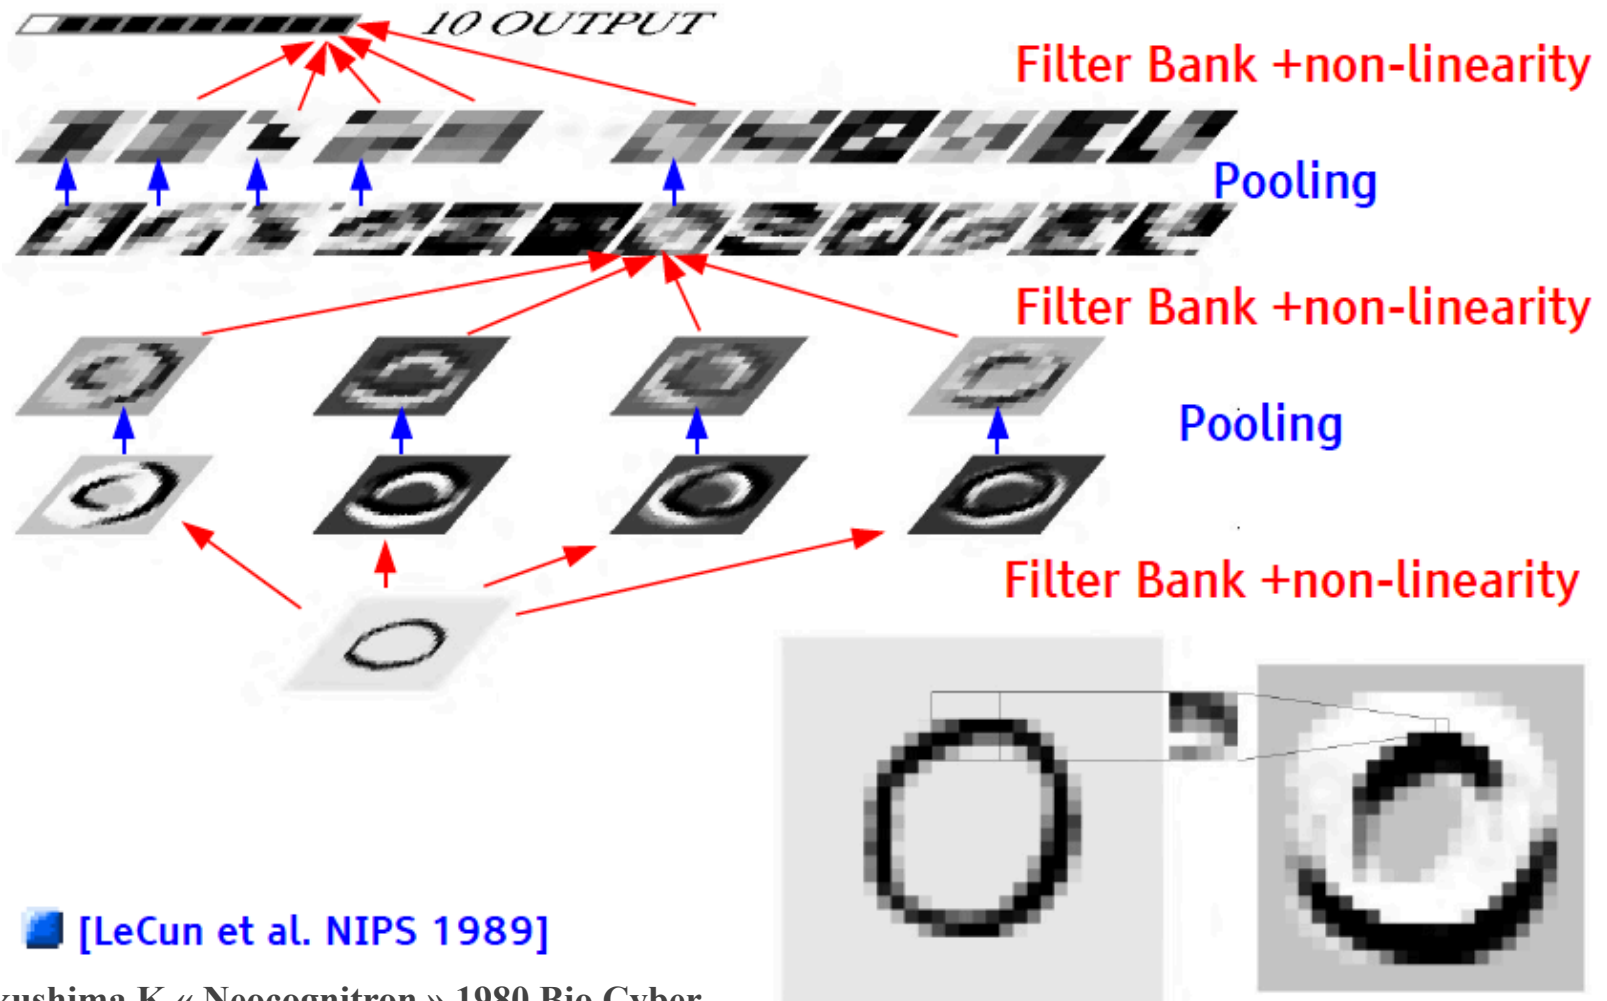 10 OUTPUT
Filter Bank +non-linearity
Pooling
Filter Bank +non-linearity
Pooling
Filter Bank +non-linearity
[LeCun et al. NIPS 1989]
K « Neocognitron » 1980 Bio Cyber